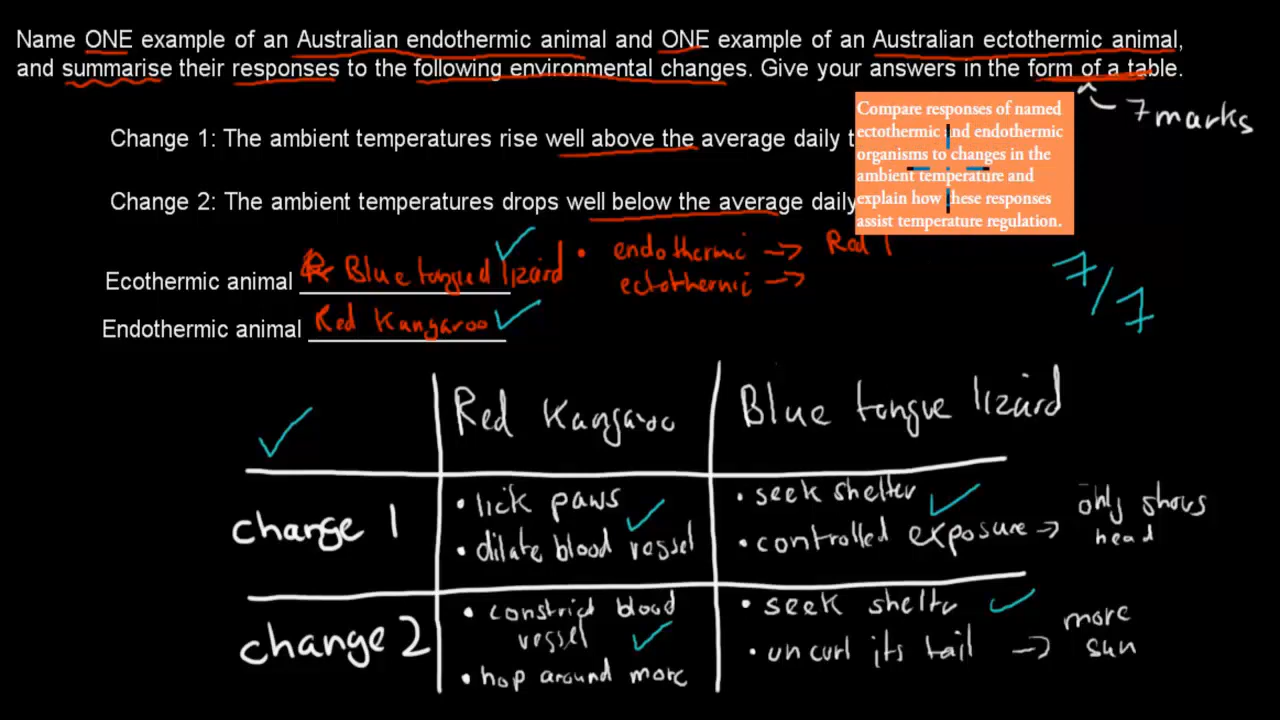 Name ONE example of an Australian endothermic animal and ONE example of an Australian ectothermic animal,
and summarise their responses to the following environmental changes. Give your answers in the form of a table.
7 marks
Change 1: The ambient temperatures rise well above the average daily t
Compare responses of named
ectothermic and endothermic
organisms to changes in the
ambient temperature and
explain how these responses
assist temperature regulation.
Change 2: The ambient temperatures drops well below the average daily
Ecothermic animal Blue tongued lizard
• endothermic → Red
ectothermic →
7/7
Endothermic animal Red Kangaroo
Red Kangaroo Blue tongue lizard
change 1
• lick paws
• dilate blood vessel
• seek shelter
• controlled exposure → only shows
head
change 2
• constrict blood
vessel
• hop around more
• seek shelter
• uncurl its tail → more
sun